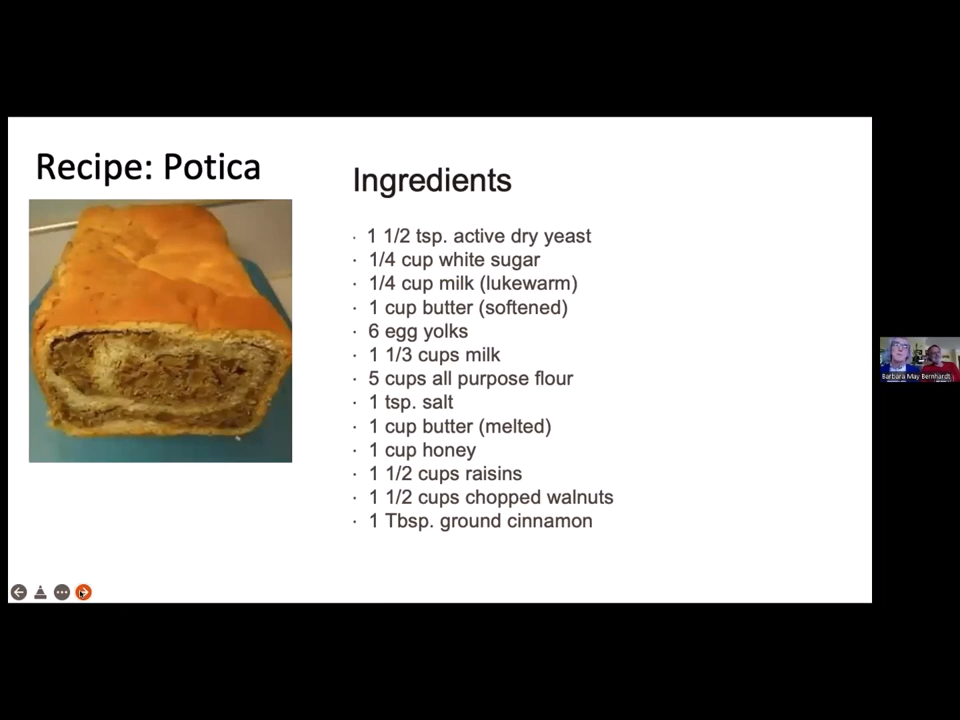 Recipe: Potica
Ingredients
· 1 1/2 tsp. active dry yeast
· 1/4 cup white sugar
· 1/4 cup milk (lukewarm)
· 1 cup butter (softened)
· 6 egg yolks
· 1 1/3 cups milk
· 5 cups all purpose flour
· 1 tsp. salt
· 1 cup butter (melted)
· 1 cup honey
· 1 1/2 cups raisins
· 1 1/2 cups chopped walnuts
· 1 Tbsp. ground cinnamon
Barbara May Bernhardt